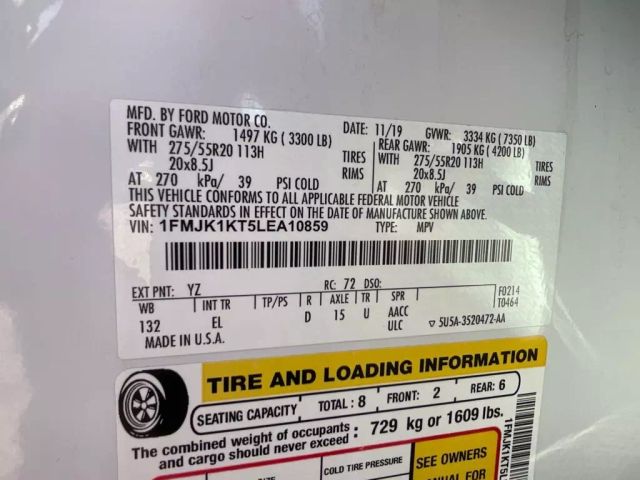 MFD. BY FORD MOTOR CO.
DATE: 11/19 GVWR: 3334 KG (7350 LB)
FRONT GAWR: 1497 KG (3300 LB) REAR GAWR: 1905 KG (4200 LB)
WITH 275/55R20 113H TIRES WITH 275/55R20 113H TIRES
20x8.5J RIMS 20x8.5J RIMS
AT 270 kPa/ 39 PSI COLD AT 270 kPa/ 39 PSI COLD
THIS VEHICLE CONFORMS TO ALL APPLICABLE FEDERAL MOTOR VEHICLE
SAFETY STANDARDS IN EFFECT ON THE DATE OF MANUFACTURE SHOWN ABOVE.
VIN: 1FMJK1KT5LEA10859 TYPE: MPV
EXT PNT: YZ RC: 72 DSO: F0214
WB INT TR TP/PS R AXLE TR SPR T0464
132 EL D 15 U AACC
ULC ▽ 5U5A-3520472-AA
MADE IN U.S.A.
TIRE AND LOADING INFORMATION
SEATING CAPACITY TOTAL: 8 FRONT: 2 REAR: 6
The combined weight of occupants and cargo should never exceed : 729 kg or 1609 lbs.
COLD TIRE PRESSURE
SEE OWNERS
MANUAL FOR
1FMJK1KT5L